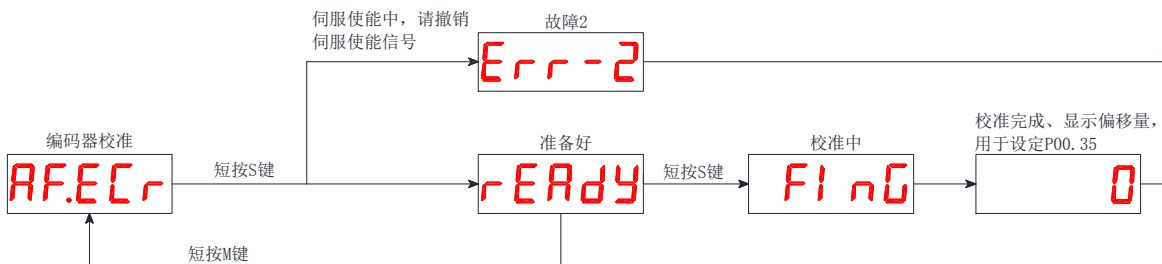 伺服使能中，请撤销
伺服使能信号
故障2
Err-2
编码器校准
AF.ECr
短按S键
准备好
rEAdy
短按S键
校准中
FInG
校准完成、显示偏移量，
用于设定P00.35
0
短按M键